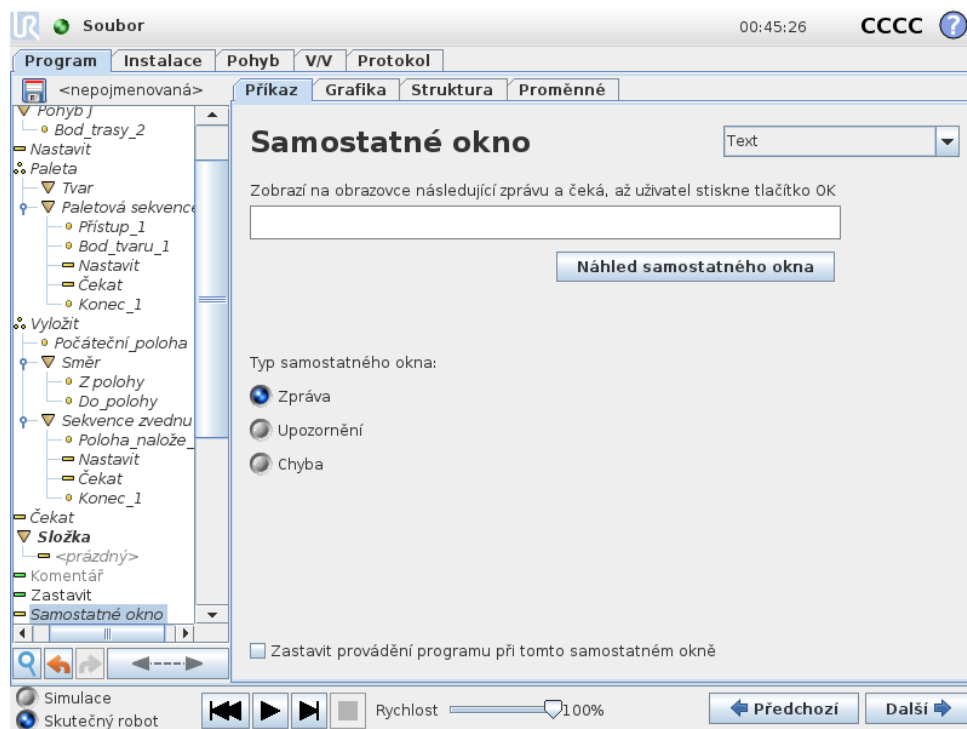 UR Soubor 00:45:26 CCCC ?
Program Instalace Pohyb V/V Protokol
<nepojmenovaná> Příkaz Grafika Struktura Proměnné
Pohyb J
Bod_trasy_2
Nastavit
Paleta
Tvar
Paletová sekvence
Přístup_1
Bod_tvaru_1
Nastavit
Čekat
Konec_1
Vyložit
Počáteční_poloha
Směr
Z polohy
Do_polohy
Sekvence zvednu
Poloha_nalože_
Nastavit
Čekat
Konec_1
Čekat
Složka
<prázdný>
Komentář
Zastavit
Samostatné okno
Samostatné okno
Text
Zobrazí na obrazovce následující zprávu a čeká, až uživatel stiskne tlačítko OK
Náhled samostatného okna
Typ samostatného okna:
Zpráva
Upozornění
Chyba
Zastavit provádění programu při tomto samostatném okně
Simulace
Skutečný robot
Rychlost 100%
Předchozí
Další